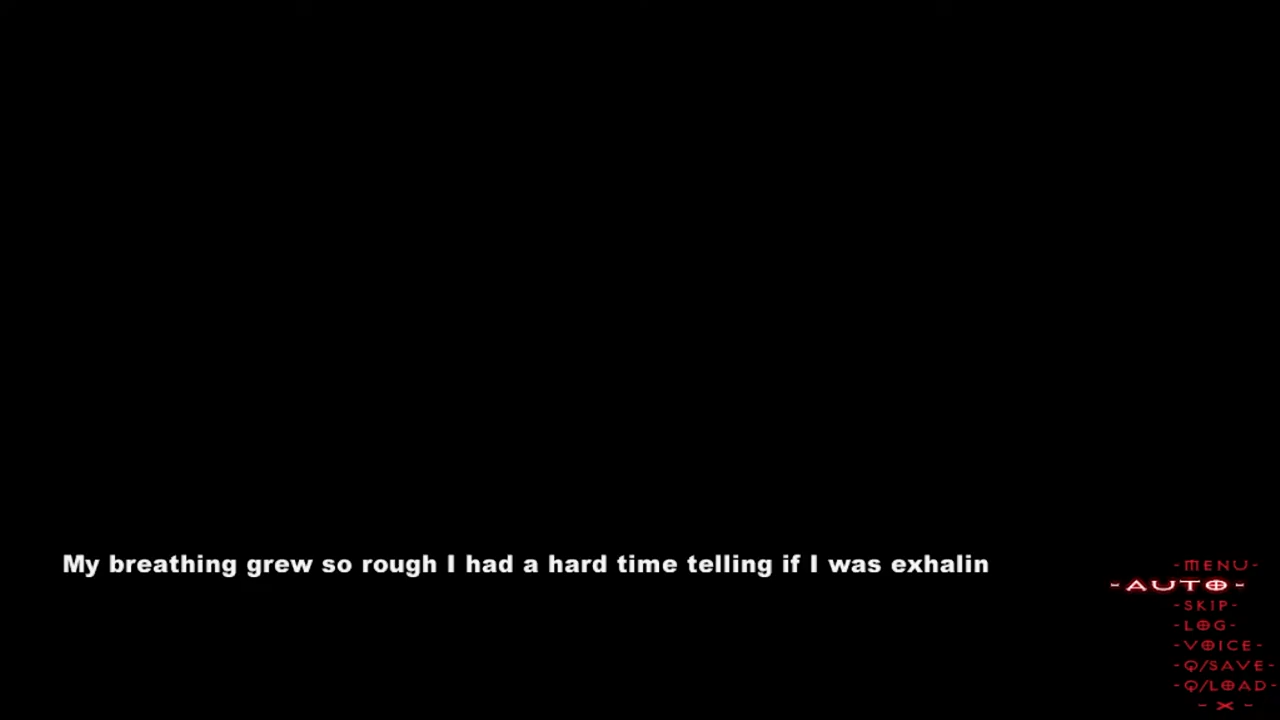 My breathing grew so rough I had a hard time telling if I was exhalin
-MENU-
-AUTO-
-SKIP-
-LOG-
-VOICE-
-Q/SAVE-
-Q/LOAD-
-X-